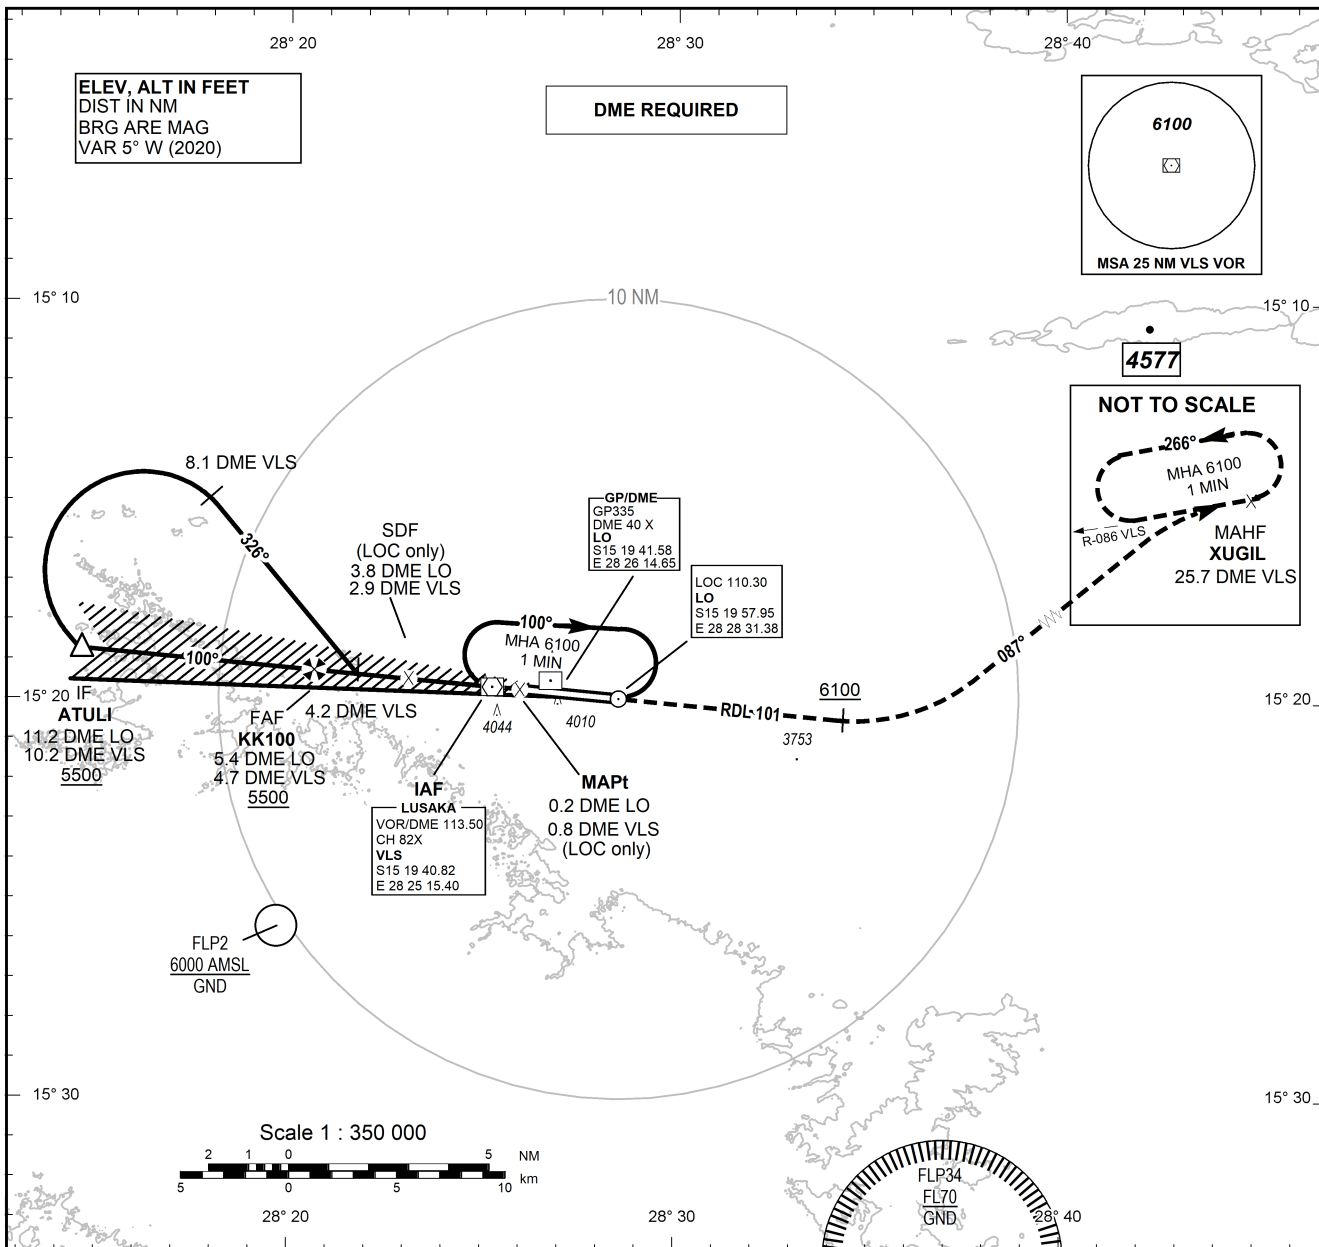 28° 20
28° 30
28° 40
ELEV, ALT IN FEET
DIST IN NM
BRG ARE MAG
VAR 5° W (2020)
DME REQUIRED
6100
MSA 25 NM VLS VOR
15° 10
10 NM
15° 10
4577
NOT TO SCALE
266°
MHA 6100
1 MIN
R-086 VLS
MAHF
XUGIL
25.7 DME VLS
8.1 DME VLS
326°
SDF
(LOC only)
3.8 DME LO
2.9 DME VLS
GP/DME
GP335
DME 40 X
LO
S15 19 41.58
E 28 26 14.65
LOC 110.30
LO
S15 19 57.95
E 28 28 31.38
100°
MHA 6100
1 MIN
100°
087°
15° 20
IF
ATULI
11.2 DME LO
10.2 DME VLS
5500
FAF
KK100
5.4 DME LO
4.7 DME VLS
5500
4.2 DME VLS
4044
4010
RDL-101
6100
3753
15° 20
IAF
LUSAKA
VOR/DME 113.50
CH 82X
VLS
S15 19 40.82
E 28 25 15.40
MAPt
0.2 DME LO
0.8 DME VLS
(LOC only)
FLP2
6000 AMSL
GND
15° 30
15° 30
Scale 1 : 350 000
2 1 0 5 NM
5 0 5 10 km
FLP34
FL70
GND
28° 20
28° 30
28° 40